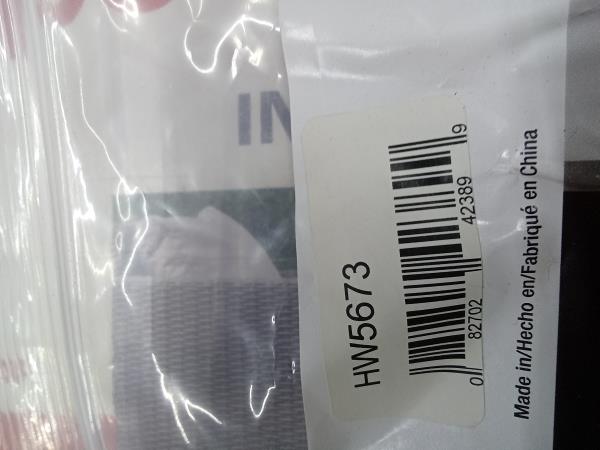 IN
HW5673
0 82702 42389 9
Made in/Hecho en/Fabriqué en China